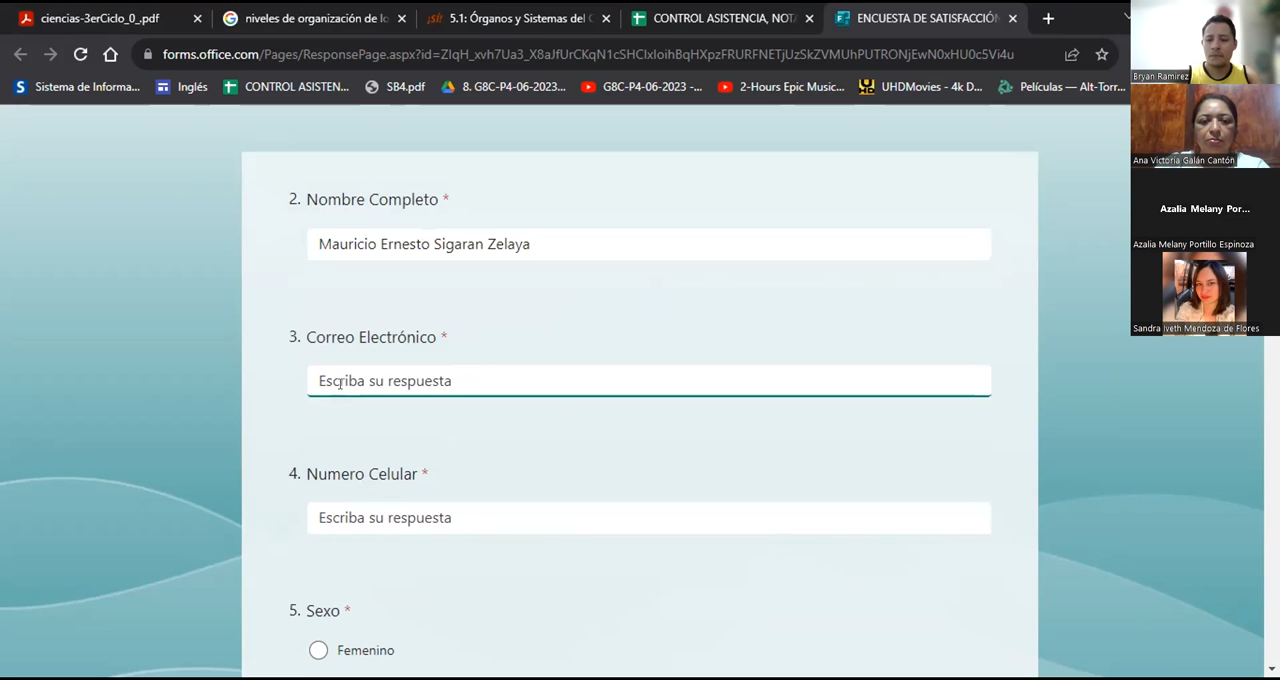 ciencias-3erCiclo_0_.pdf
niveles de organización de lo
5.1: Órganos y Sistemas del C
CONTROL ASISTENCIA, NOTA
ENCUESTA DE SATISFACCIÓN
forms.office.com/Pages/ResponsePage.aspx?id=ZIqH_xvh7Ua3_X8aJfUrCKqN1cSHCIxIoihBqHXpzFRURFNETjUzSkZVMUhPUTRONjEwN0xHU0c5Vi4u
Sistema de Informa...
Inglés
CONTROL ASISTEN...
SB4.pdf
8. G8C-P4-06-2023...
G8C-P4-06-2023 -...
2-Hours Epic Music...
UHDMovies - 4k D...
Películas — Alt-Torr...
2. Nombre Completo *
Mauricio Ernesto Sigaran Zelaya
3. Correo Electrónico *
Escriba su respuesta
4. Numero Celular *
Escriba su respuesta
5. Sexo *
Femenino
Bryan Ramirez
Ana Victoria Galán Cantón
Azalia Melany Por...
Azalia Melany Portillo Espinoza
Sandra Iveth Mendoza de Flores